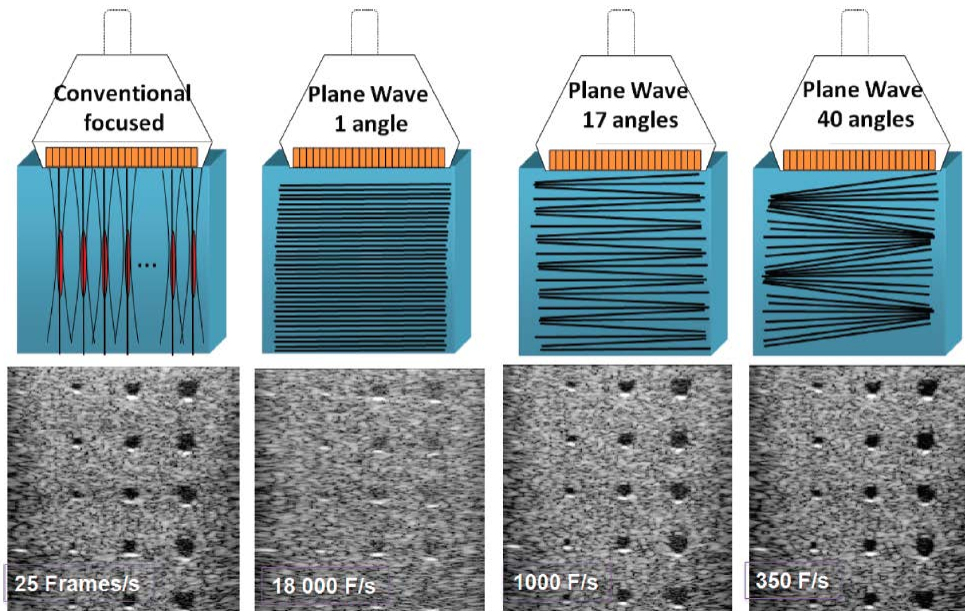 Conventional
focused
Plane Wave
1 angle
Plane Wave
17 angles
Plane Wave
40 angles
...
25 Frames/s
18 000 F/s
1000 F/s
350 F/s